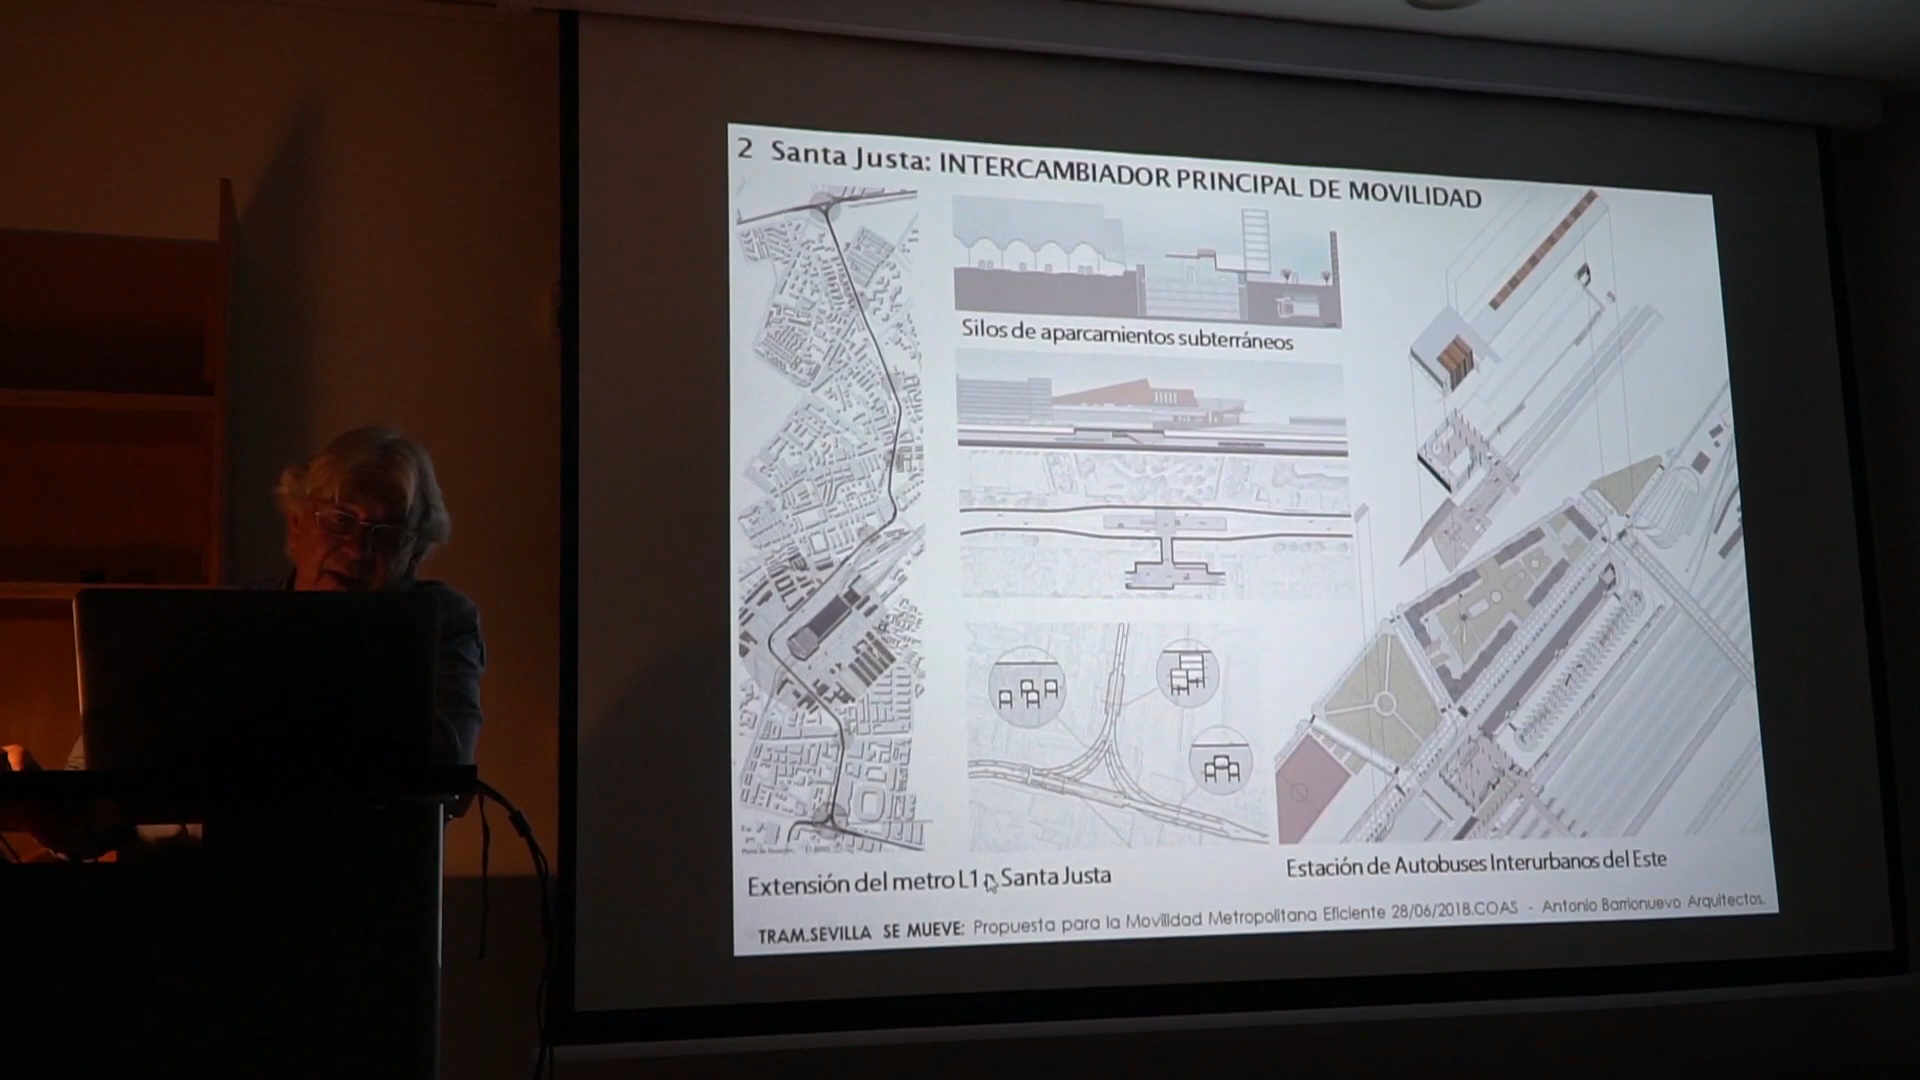 2 Santa Justa: INTERCAMBIADOR PRINCIPAL DE MOVILIDAD
Silos de aparcamientos subterráneos
Extensión del metro L1 a Santa Justa
Estación de Autobuses Interurbanos del Este
TRAM.SEVILLA SE MUEVE: Propuesta para la Movilidad Metropolitana Eficiente 28/06/2018.COAS - Antonio Barrionuevo Arquitectos.